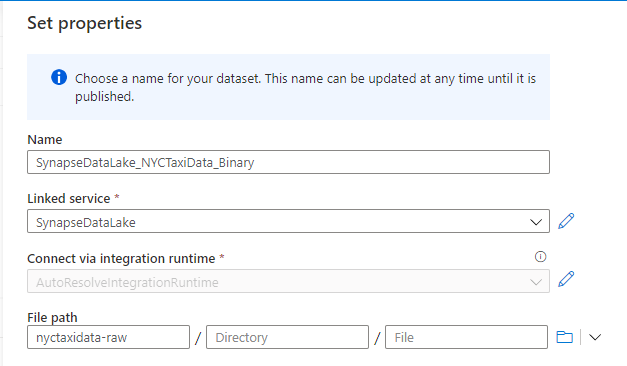 Set properties
Choose a name for your dataset. This name can be updated at any time until it is
published.
Name
SynapseDataLake_NYCTaxiData_Binary
Linked service *
SynapseDataLake
Connect via integration runtime *
AutoResolveIntegrationRuntime
File path
nyctaxidata-raw / Directory / File